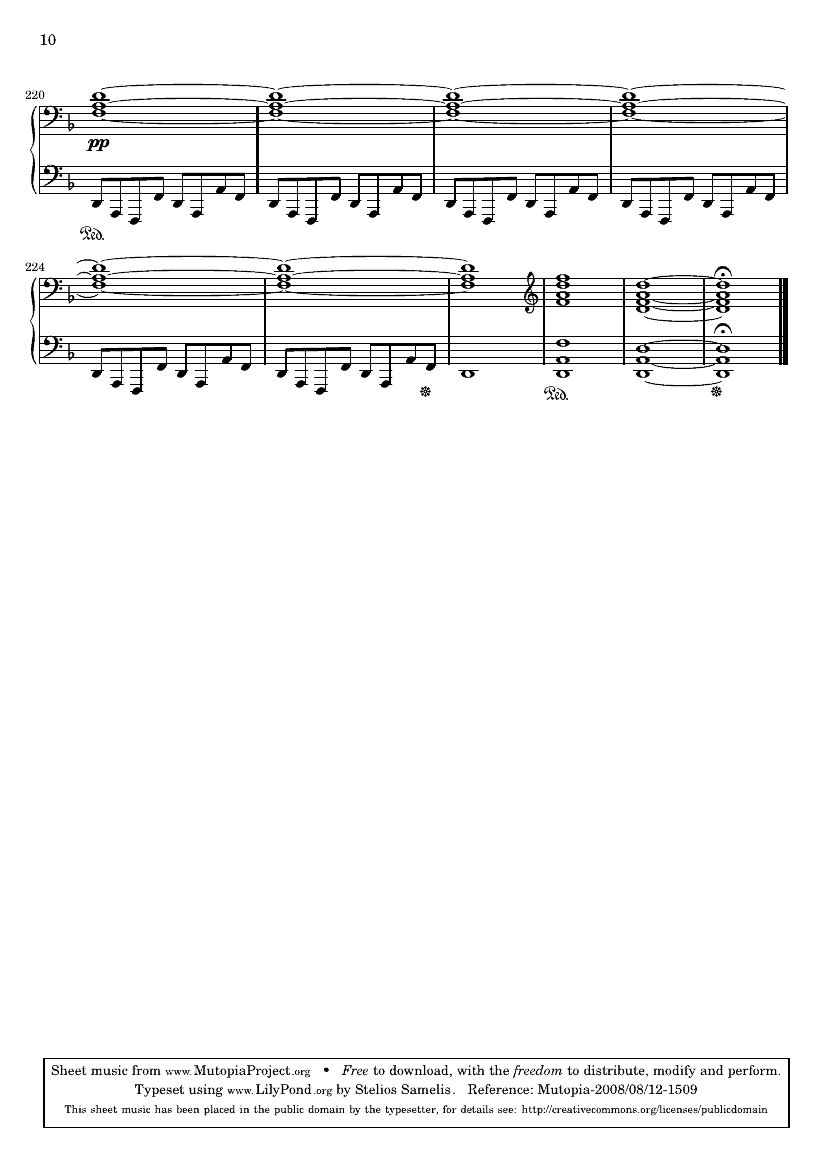 10
220
pp
Ped.
224
Ped.
Sheet music from www.MutopiaProject.org • Free to download, with the freedom to distribute, modify and perform.
Typeset using www.LilyPond.org by Stelios Samelis. Reference: Mutopia-2008/08/12-1509
This sheet music has been placed in the public domain by the typesetter, for details see: http://creativecommons.org/licenses/publicdomain